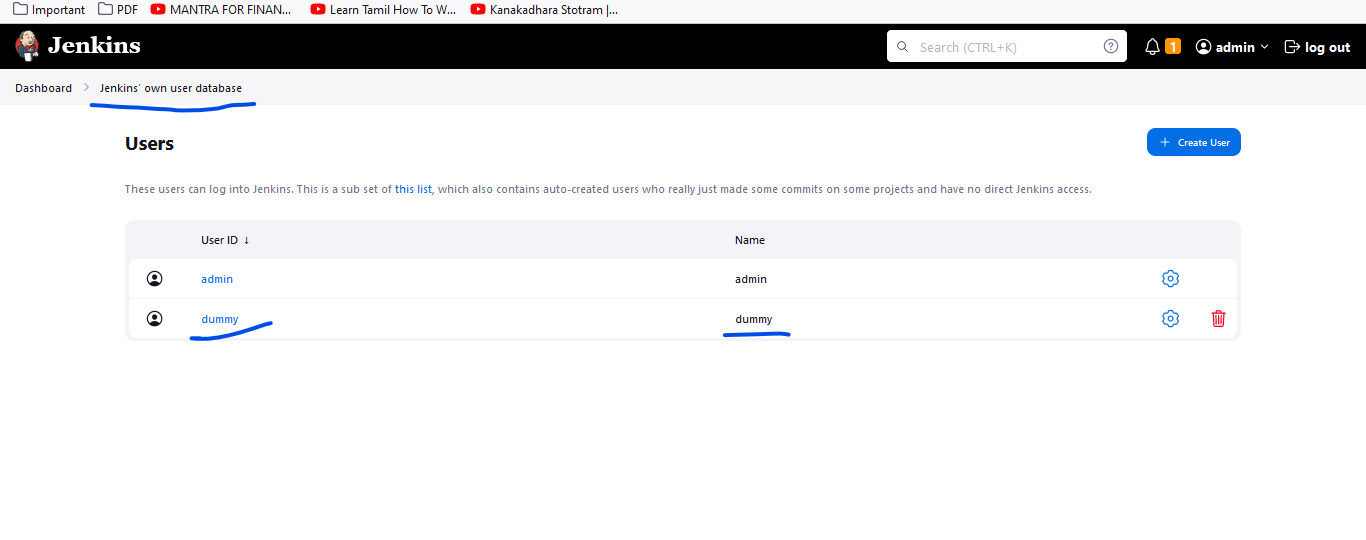 Important PDF MANTRA FOR FINAN... Learn Tamil How To W... Kanakadhara Stotram |...
Jenkins Search (CTRL+K) ? 1 admin log out
Dashboard > Jenkins' own user database
Users
+ Create User
These users can log into Jenkins. This is a sub set of this list, which also contains auto-created users who really just made some commits on some projects and have no direct Jenkins access.
User ID ↓ Name
admin admin
dummy dummy